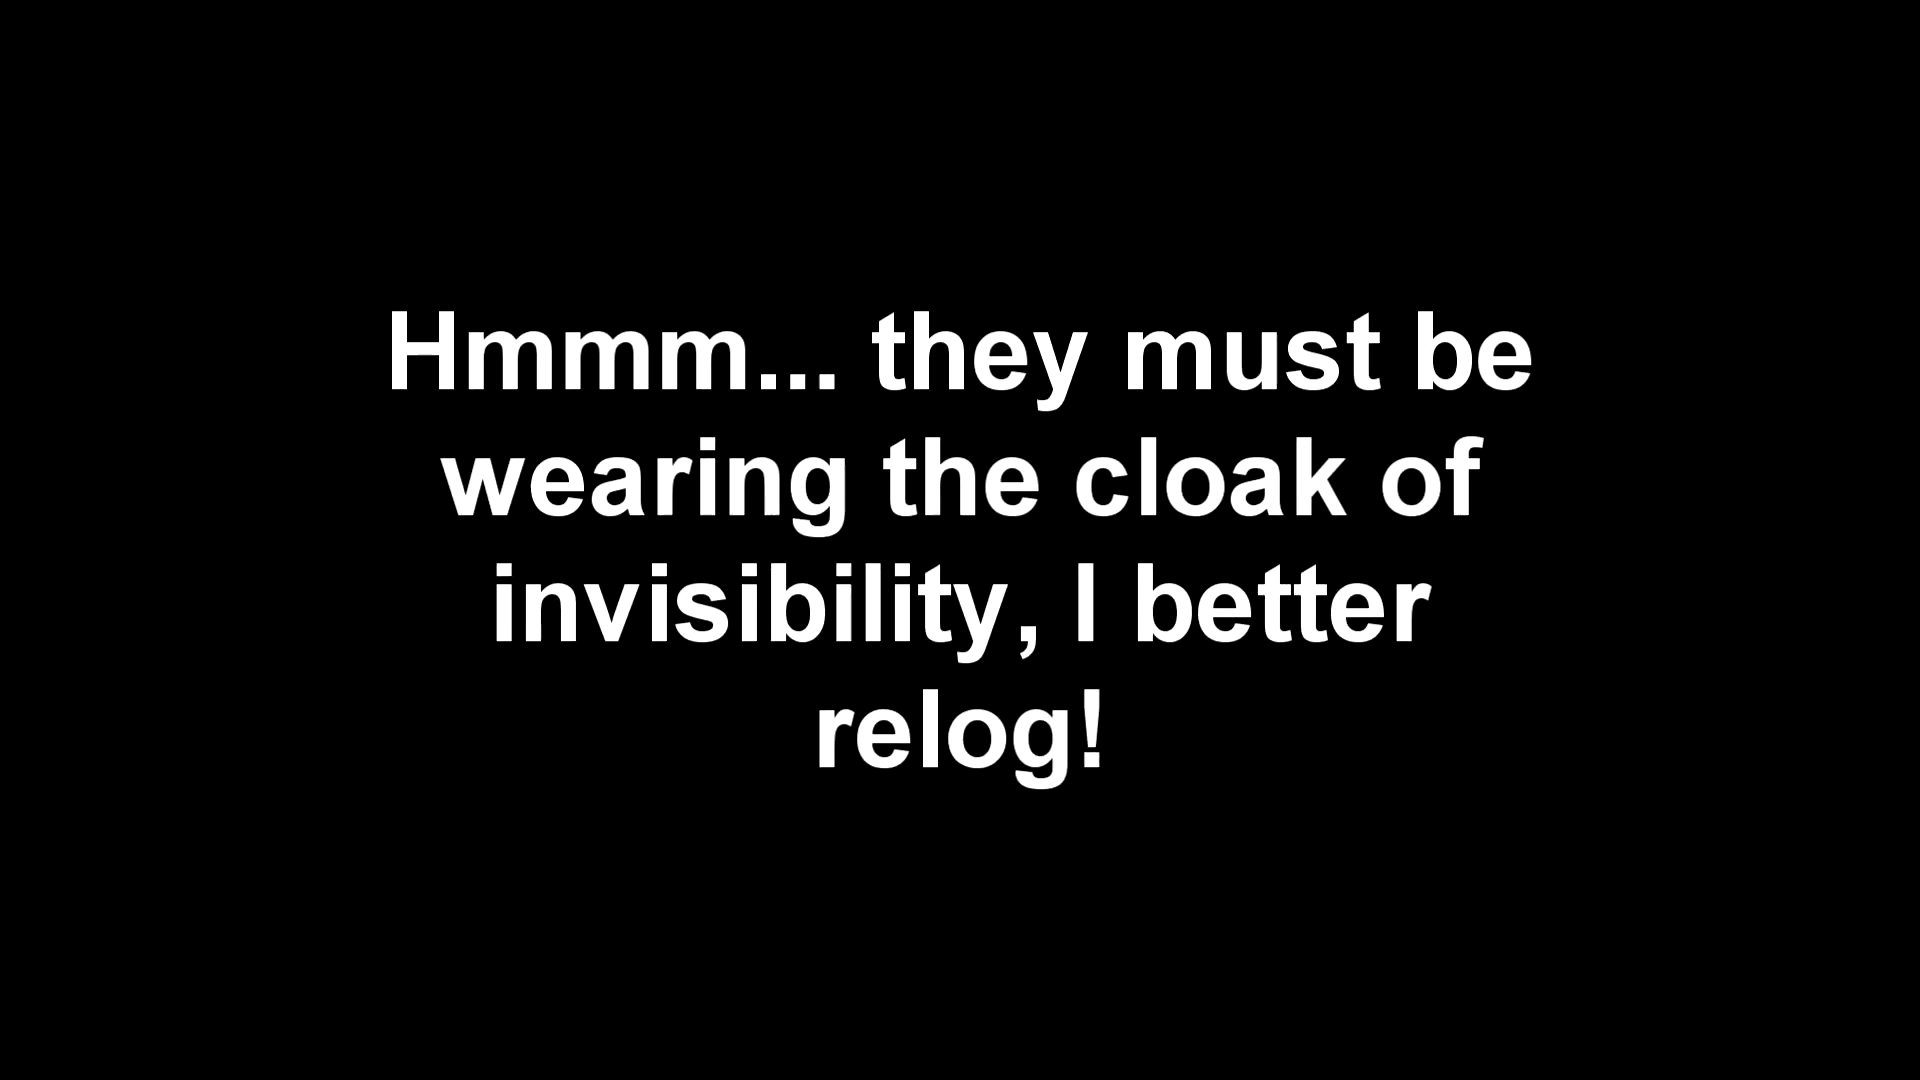 Hmmm... they must be
wearing the cloak of
invisibility, I better
relog!